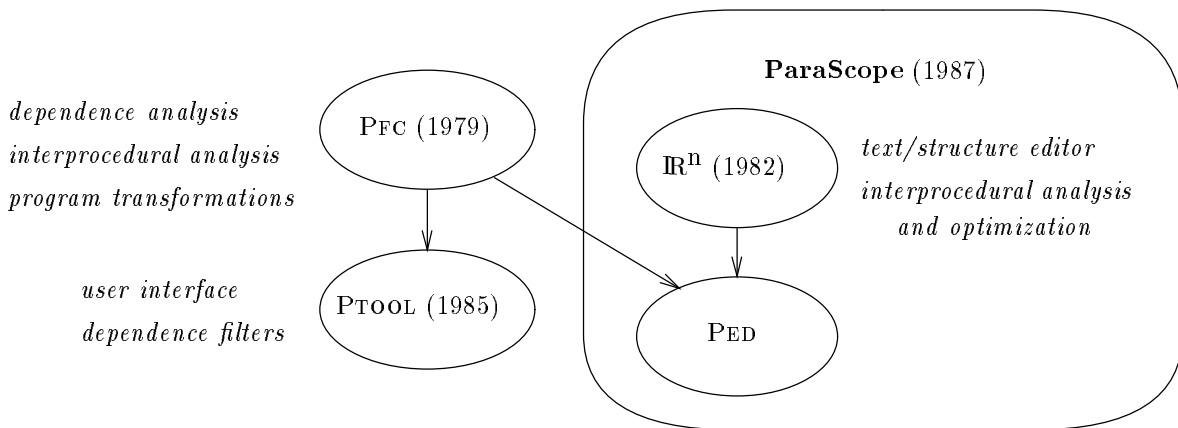 ParaScope (1987)
dependence analysis
interprocedural analysis
program transformations
PFC (1979)
IRⁿ (1982)
text/structure editor
interprocedural analysis
and optimization
user interface
dependence filters
PTOOL (1985)
PED